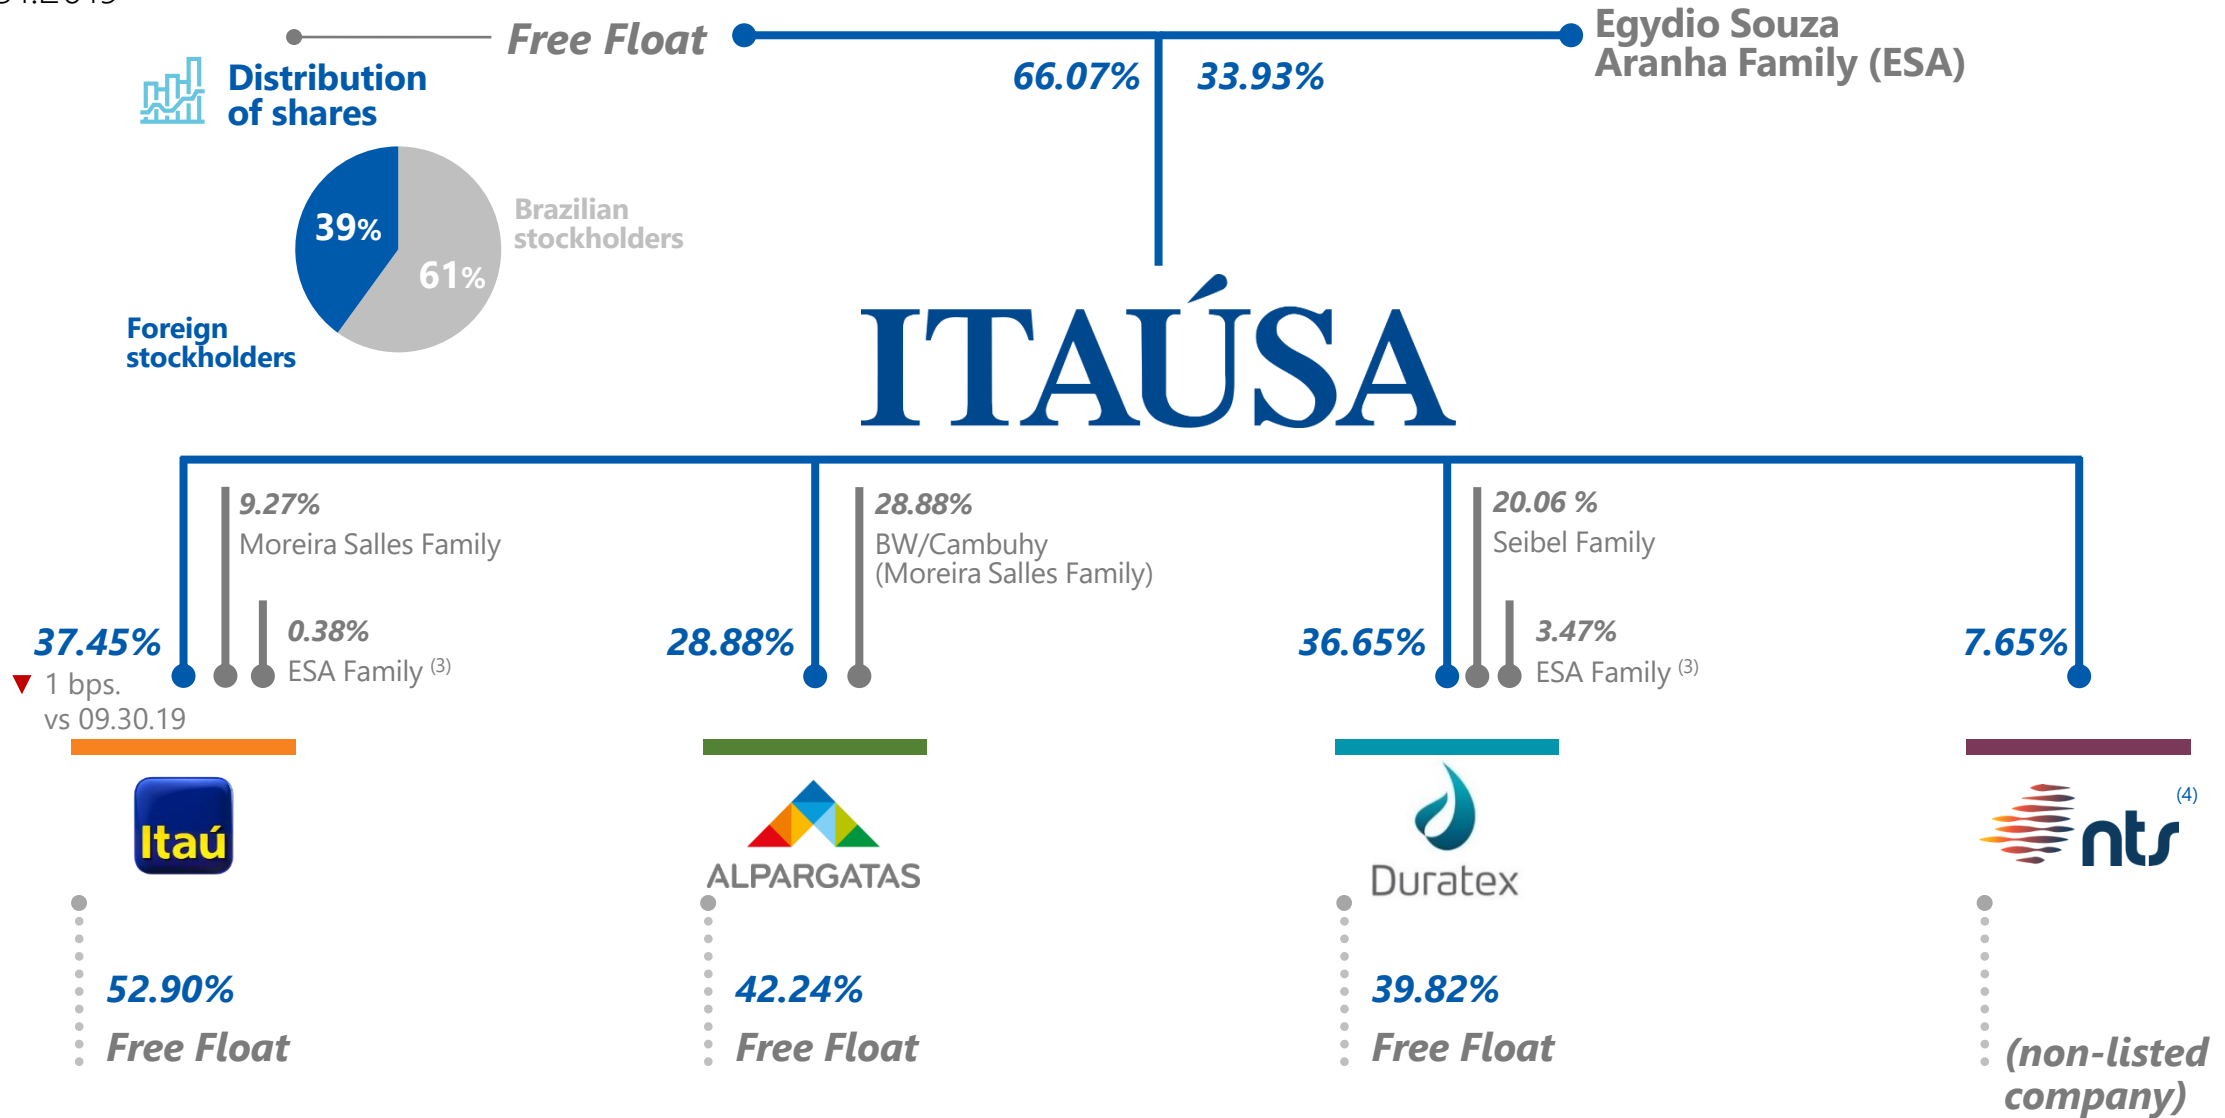 Free Float
Egydio Souza
Aranha Family (ESA)
66.07%
33.93%
Distribution
of shares
39%
61%
Brazilian
stockholders
Foreign
stockholders
ITAÚSA
9.27%
Moreira Salles Family
0.38%
ESA Family (3)
37.45%
▼ 1 bps.
vs 09.30.19
28.88%
BW/Cambuhy
(Moreira Salles Family)
28.88%
20.06 %
Seibel Family
3.47%
ESA Family (3)
36.65%
7.65%
Itaú
ALPARGATAS
Duratex
nts (4)
52.90%
Free Float
42.24%
Free Float
39.82%
Free Float
(non-listed
company)